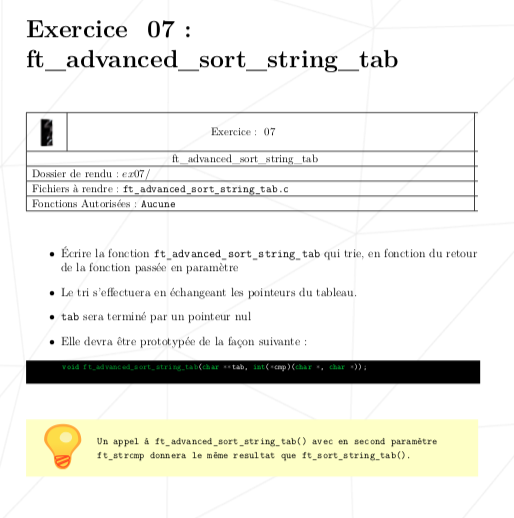 Exercice 07 :
ft_advanced_sort_string_tab
Exercice : 07
ft_advanced_sort_string_tab
Dossier de rendu : ex07/
Fichiers à rendre : ft_advanced_sort_string_tab.c
Fonctions Autorisées : Aucune
• Écrire la fonction ft_advanced_sort_string_tab qui trie, en fonction du retour
de la fonction passée en paramètre
• Le tri s'effectuera en échangeant les pointeurs du tableau.
• tab sera terminé par un pointeur nul
• Elle devra être prototypée de la façon suivante :
void ft_advanced_sort_string_tab(char **tab, int(*cmp)(char *, char *));
Un appel à ft_advanced_sort_string_tab() avec en second paramètre
ft_strcmp donnera le même resultat que ft_sort_string_tab().